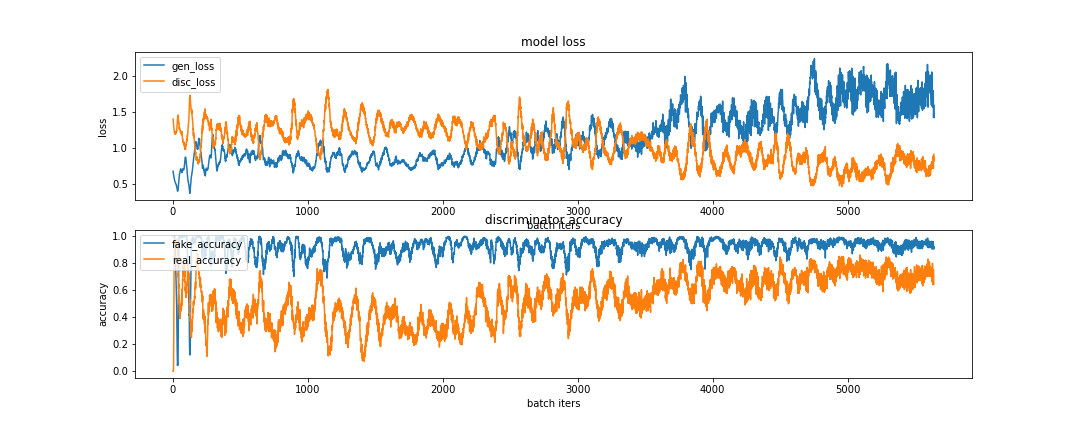 model loss
gen_loss
disc_loss
2.0
1.5
1.0
0.5
loss
0
1000
2000
3000
4000
5000
batch iters
discriminator accuracy
fake_accuracy
real_accuracy
1.0
0.8
0.6
0.4
0.2
0.0
accuracy
0
1000
2000
3000
4000
5000
batch iters